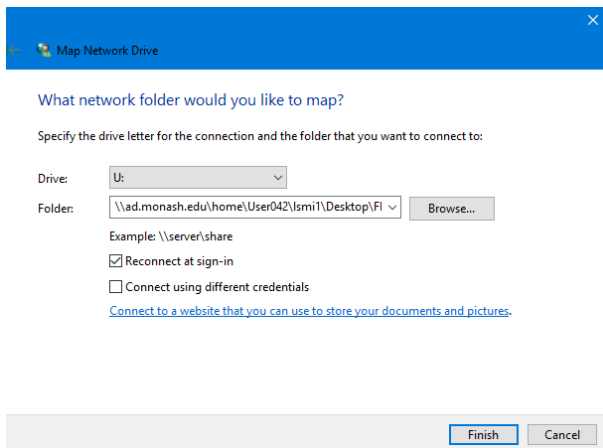 Map Network Drive
What network folder would you like to map?
Specify the drive letter for the connection and the folder that you want to connect to:
Drive: U:
Folder: \\ad.monash.edu\home\User042\lsmi1\Desktop\Fl Browse...
Example: \\server\share
Reconnect at sign-in
Connect using different credentials
Connect to a website that you can use to store your documents and pictures.
Finish Cancel